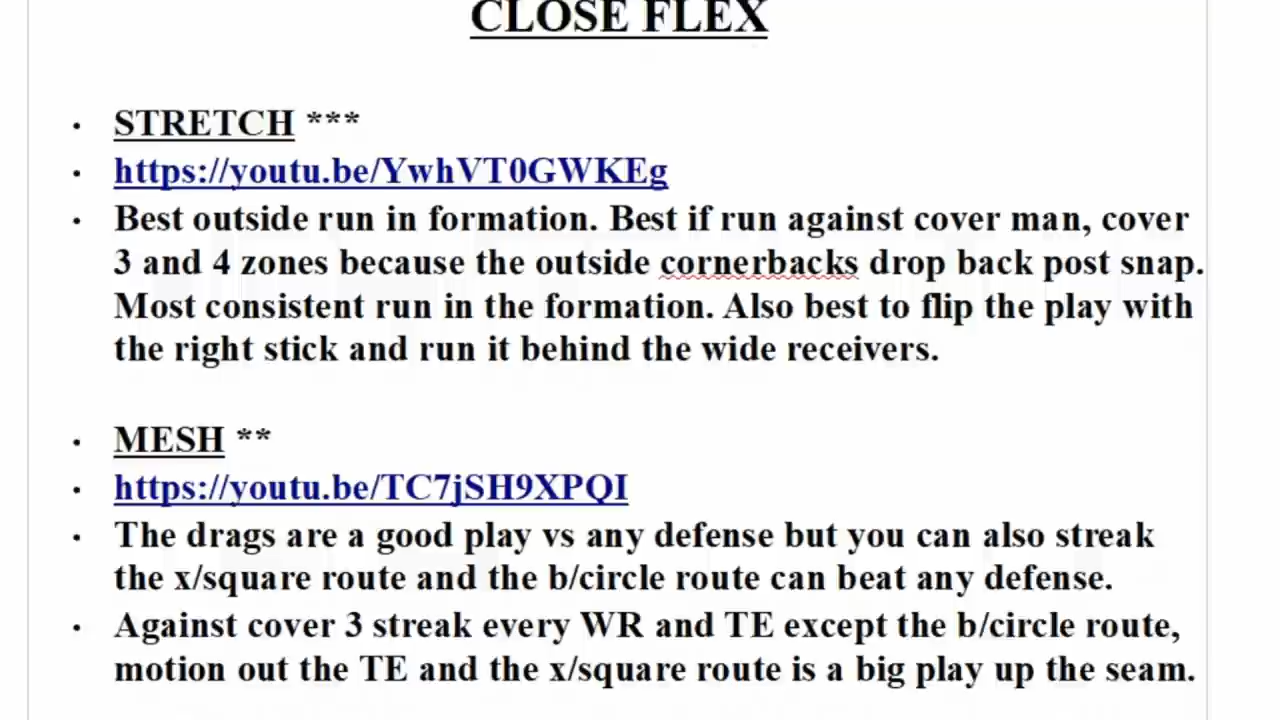 CLOSE FLEX
• STRETCH ***
• https://youtu.be/YwhVT0GWKEg
• Best outside run in formation. Best if run against cover man, cover
3 and 4 zones because the outside cornerbacks drop back post snap.
Most consistent run in the formation. Also best to flip the play with
the right stick and run it behind the wide receivers.
• MESH **
• https://youtu.be/TC7jSH9XPQI
• The drags are a good play vs any defense but you can also streak
the x/square route and the b/circle route can beat any defense.
• Against cover 3 streak every WR and TE except the b/circle route,
motion out the TE and the x/square route is a big play up the seam.